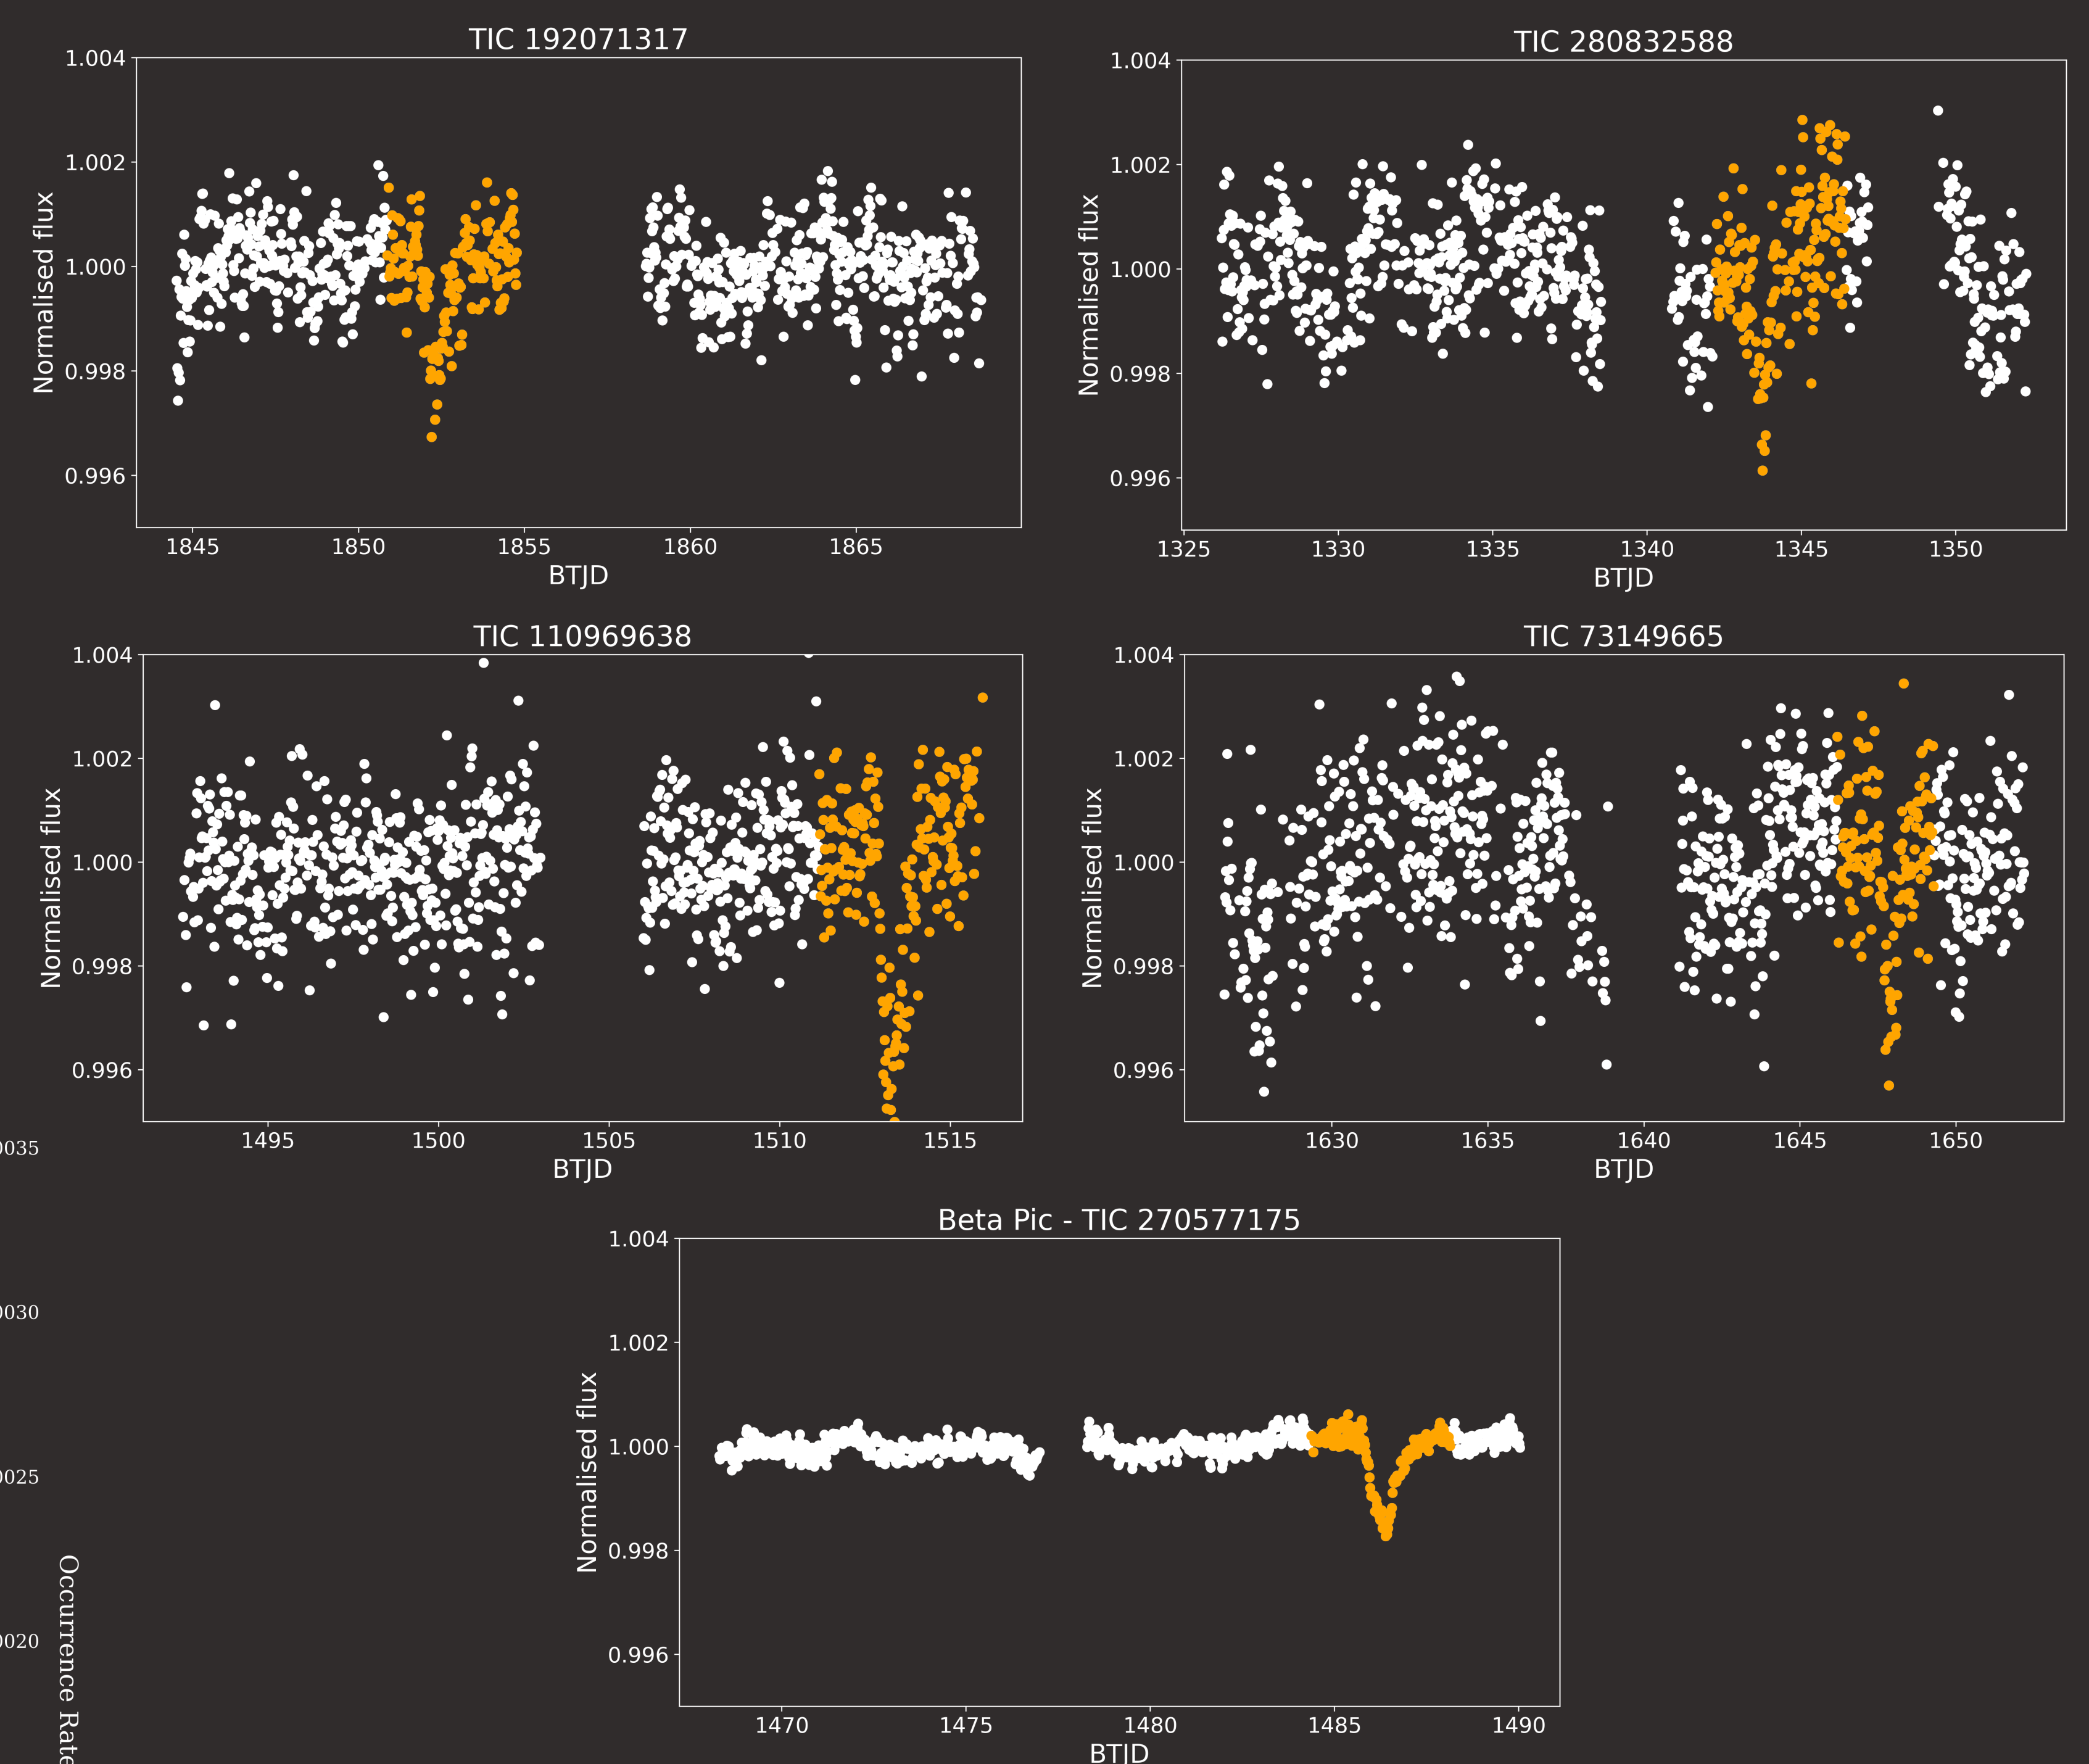 TIC 192071317
1.004
1.002
1.000
0.998
0.996
Normalised flux
1845 1850 1855 1860 1865
BTJD
TIC 280832588
1.004
1.002
1.000
0.998
0.996
Normalised flux
1325 1330 1335 1340 1345 1350
BTJD
TIC 110969638
1.004
1.002
1.000
0.998
0.996
Normalised flux
1495 1500 1505 1510 1515
BTJD
TIC 73149665
1.004
1.002
1.000
0.998
0.996
Normalised flux
1630 1635 1640 1645 1650
BTJD
Beta Pic - TIC 270577175
1.004
1.002
1.000
0.998
0.996
Normalised flux
1470 1475 1480 1485 1490
BTJD
0035
0030
0025
0020
Occurrence Rate